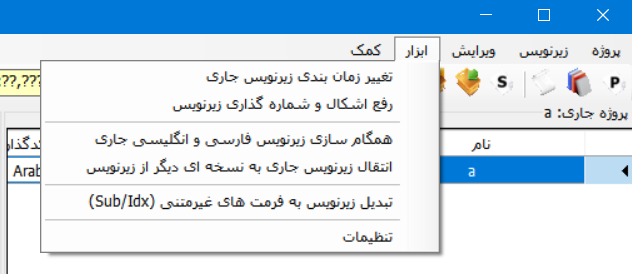 پروژه زیرنویس ویرایش ابزار کمک
تغییر زمان بندی زیرنویس جاری
رفع اشکال و شماره گذاری زیرنویس
همگام سازی زیرنویس فارسی و انگلیسی جاری
انتقال زیرنویس جاری به نسخه ای دیگر از زیرنویس
تبدیل زیرنویس به فرمت های غیرمتنی (Sub/Idx)
تنظیمات
P S
??,???
پروژه جاری: a
نام
a
Arab